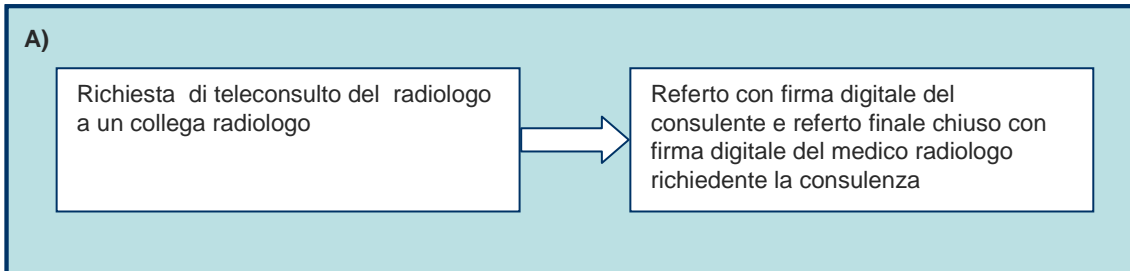 A)
Richiesta di teleconsulto del radiologo
a un collega radiologo
Referto con firma digitale del
consulente e referto finale chiuso con
firma digitale del medico radiologo
richiedente la consulenza